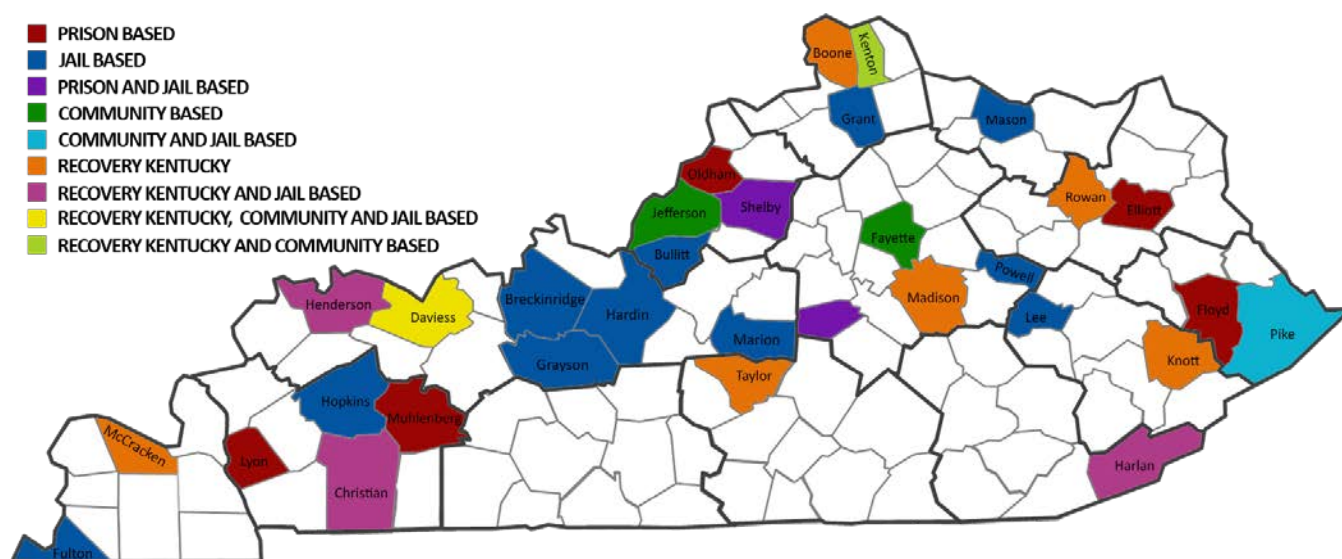 PRISON BASED
JAIL BASED
PRISON AND JAIL BASED
COMMUNITY BASED
COMMUNITY AND JAIL BASED
RECOVERY KENTUCKY
RECOVERY KENTUCKY AND JAIL BASED
RECOVERY KENTUCKY, COMMUNITY AND JAIL BASED
RECOVERY KENTUCKY AND COMMUNITY BASED
Boone
Kenton
Grant
Mason
Oldham
Shelby
Jefferson
Bullitt
Rowan
Elliott
Fayette
Powell
Madison
Lee
Floyd
Pike
Knott
Henderson
Daviess
Breckinridge
Hardin
Grayson
Marion
Taylor
Hopkins
Muhlenberg
McCracken
Lyon
Christian
Harlan
Fulton